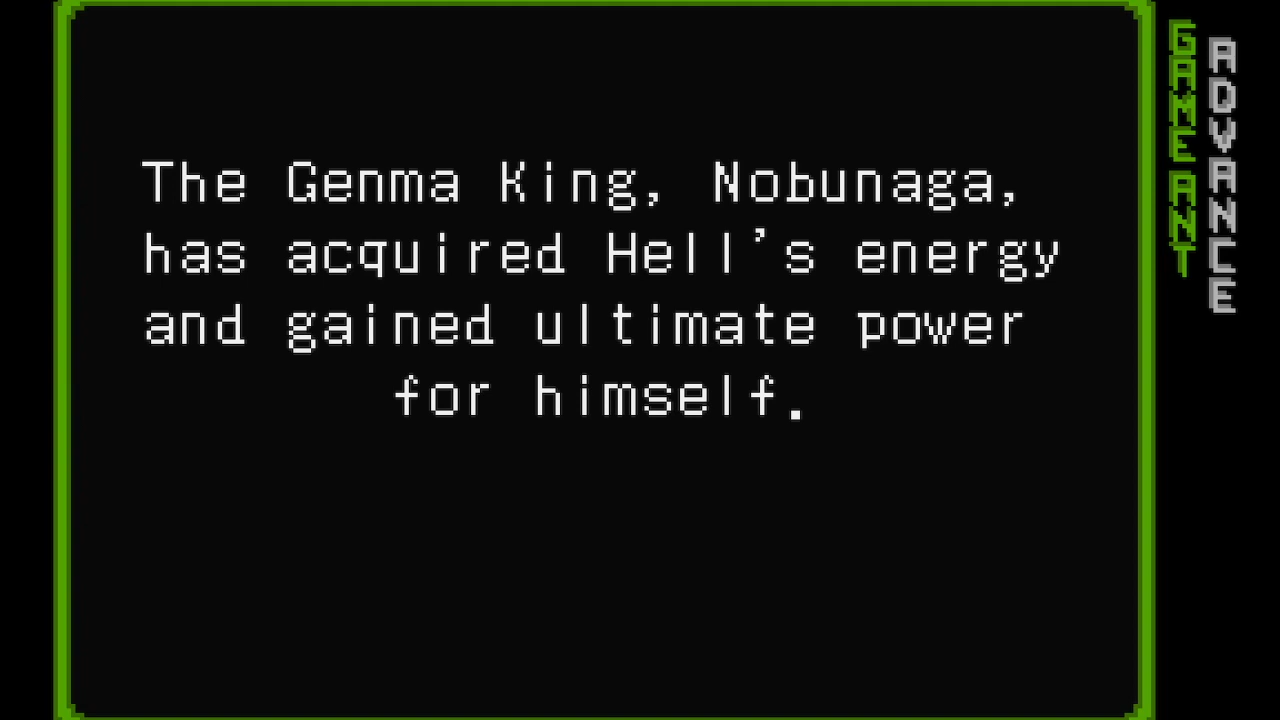 The Genma King, Nobunaga,
has acquired Hell's energy
and gained ultimate power
for himself.
GAME ANT
ADVANCE